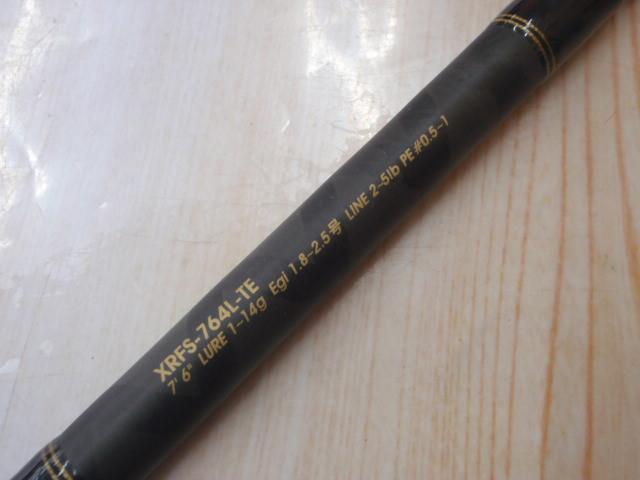 XRFS-764L-TE
7'6" LURE 1-14g Egi 1.8-2.5号 LINE 2-5lb PE#0.5-1